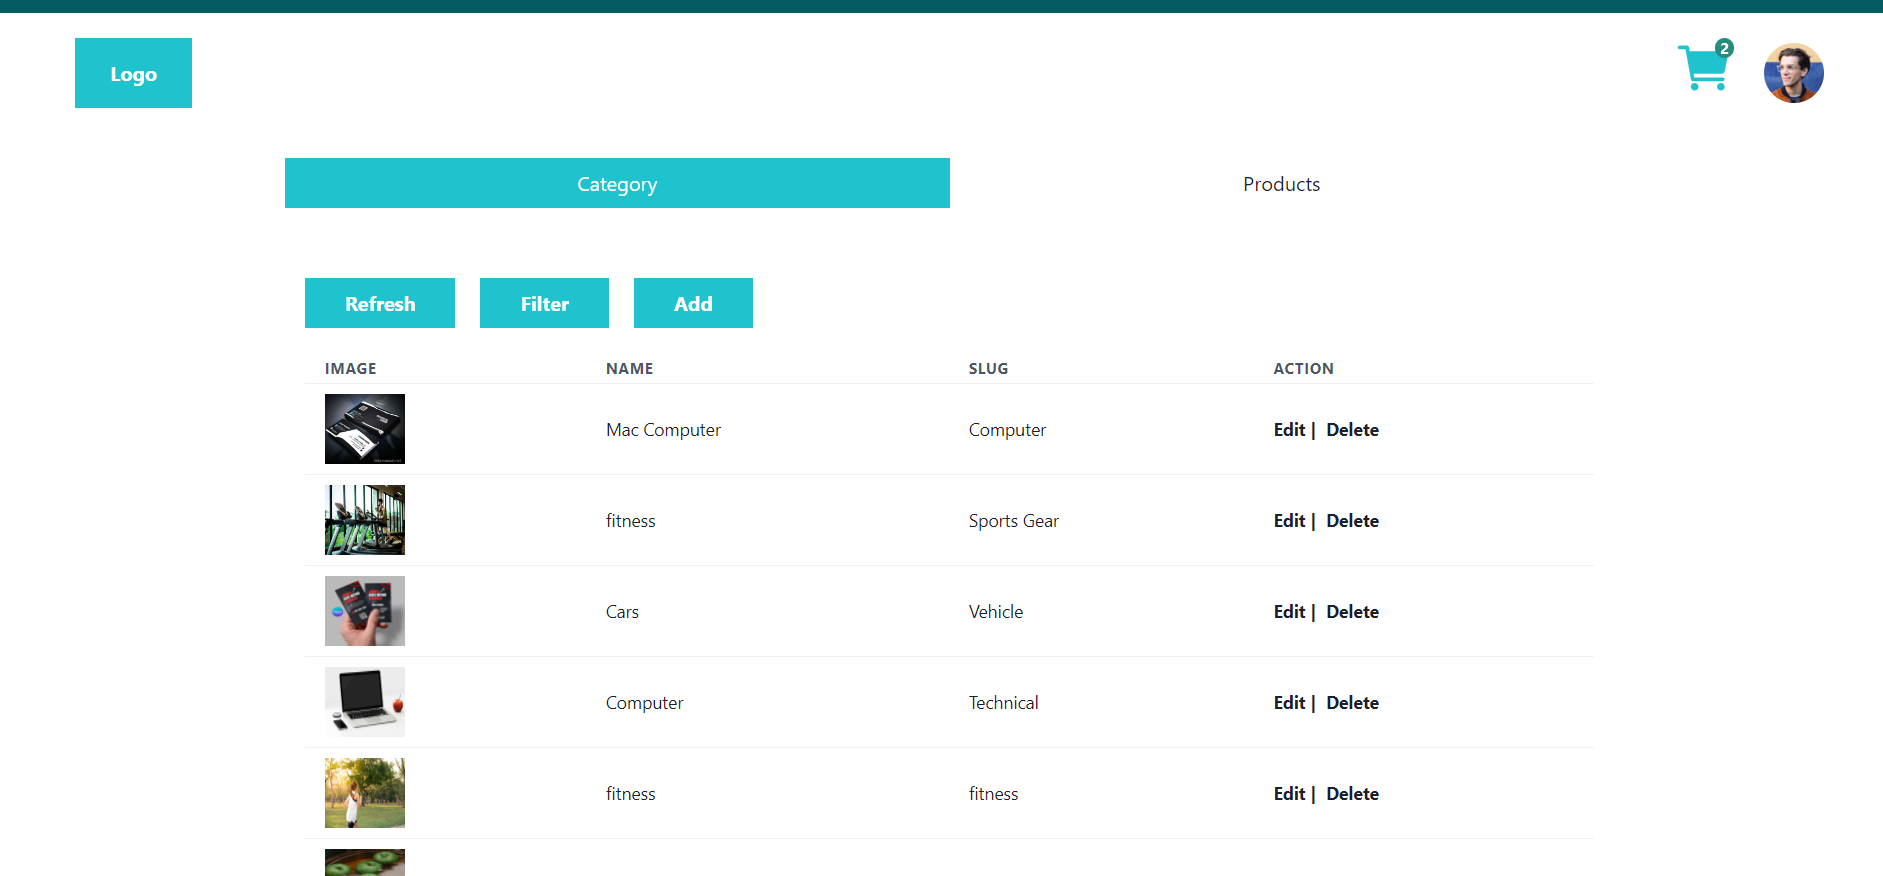 Logo
2
Category Products
Refresh Filter Add
IMAGE NAME SLUG ACTION
Mac Computer Computer Edit | Delete
fitness Sports Gear Edit | Delete
Cars Vehicle Edit | Delete
Computer Technical Edit | Delete
fitness fitness Edit | Delete